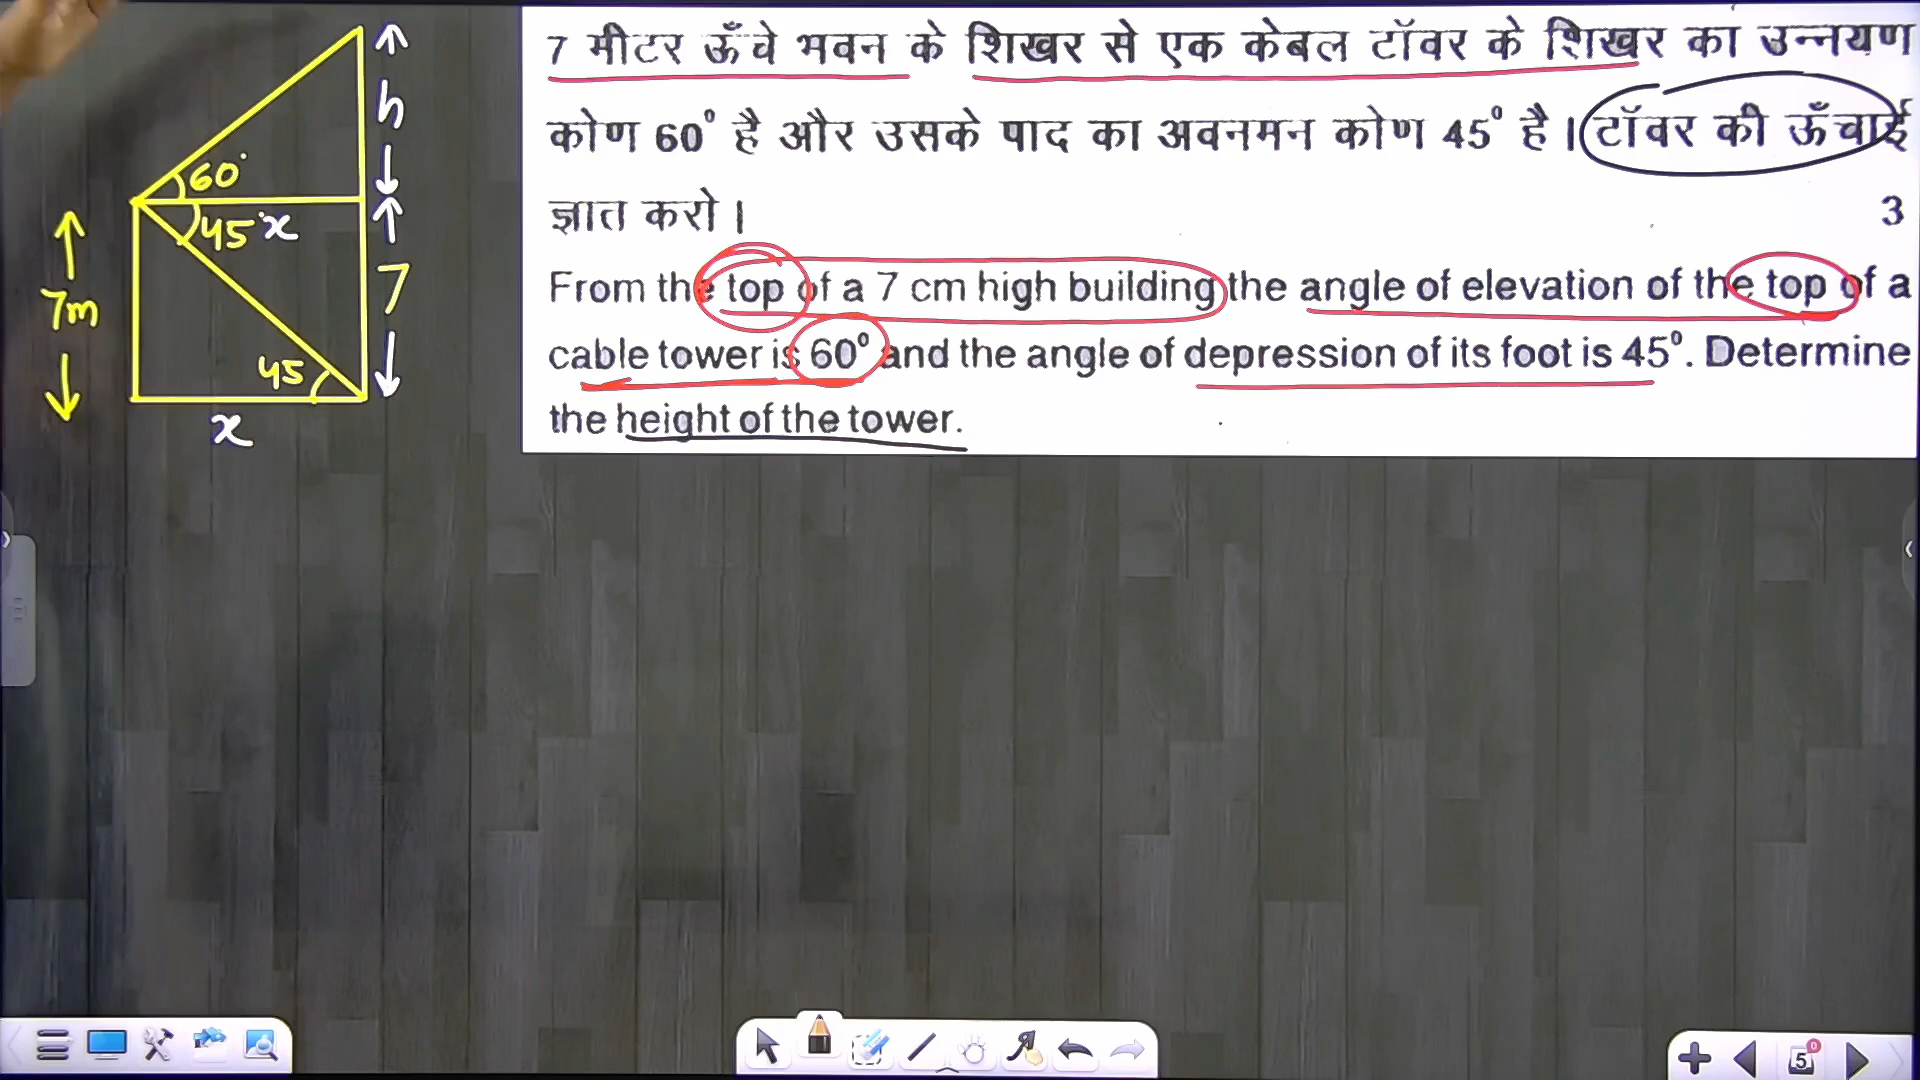 7 मीटर ऊँचे भवन के शिखर से एक केबल टॉवर के शिखर का उन्नयण
कोण 60° है और उसके पाद का अवनमन कोण 45° है। टॉवर की ऊँचाई
ज्ञात करो। 3
From the top of a 7 cm high building the angle of elevation of the top of a
cable tower is 60° and the angle of depression of its foot is 45°. Determine
the height of the tower.
h
60°
45° x
7m
7
45
x
5
0